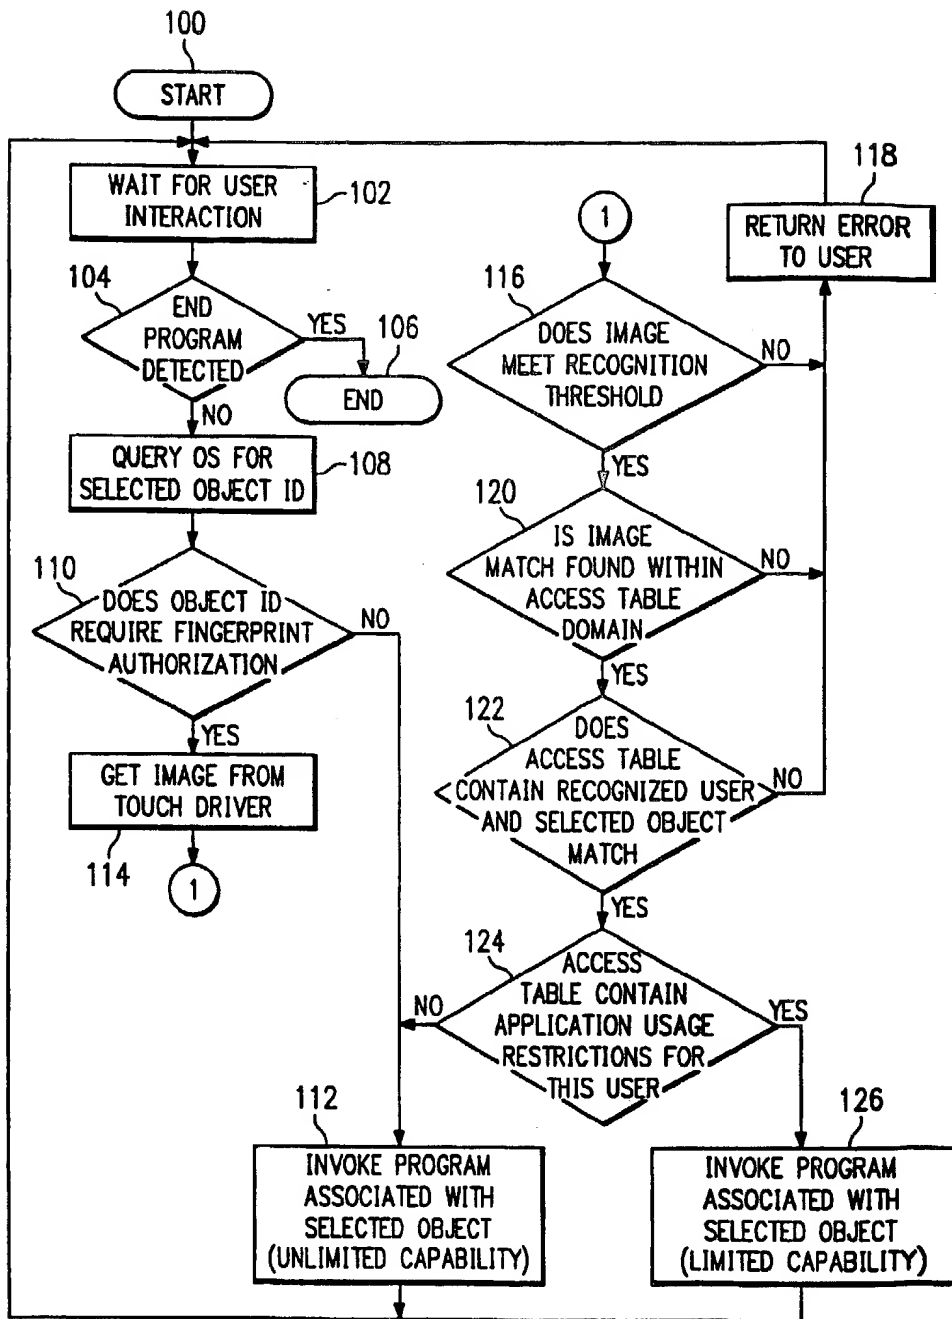 100
START
WAIT FOR USER
INTERACTION
102
104
END
PROGRAM
DETECTED
YES
106
END
NO
QUERY OS FOR
SELECTED OBJECT ID
108
110
DOES OBJECT ID
REQUIRE FINGERPRINT
AUTHORIZATION
NO
YES
GET IMAGE FROM
TOUCH DRIVER
114
1
1
116
DOES IMAGE
MEET RECOGNITION
THRESHOLD
NO
118
RETURN ERROR
TO USER
YES
120
IS IMAGE
MATCH FOUND WITHIN
ACCESS TABLE
DOMAIN
NO
YES
122
DOES
ACCESS TABLE
CONTAIN RECOGNIZED USER
AND SELECTED OBJECT
MATCH
NO
YES
124
ACCESS
TABLE CONTAIN
APPLICATION USAGE
RESTRICTIONS FOR
THIS USER
NO
YES
112
INVOKE PROGRAM
ASSOCIATED WITH
SELECTED OBJECT
(UNLIMITED CAPABILITY)
126
INVOKE PROGRAM
ASSOCIATED WITH
SELECTED OBJECT
(LIMITED CAPABILITY)